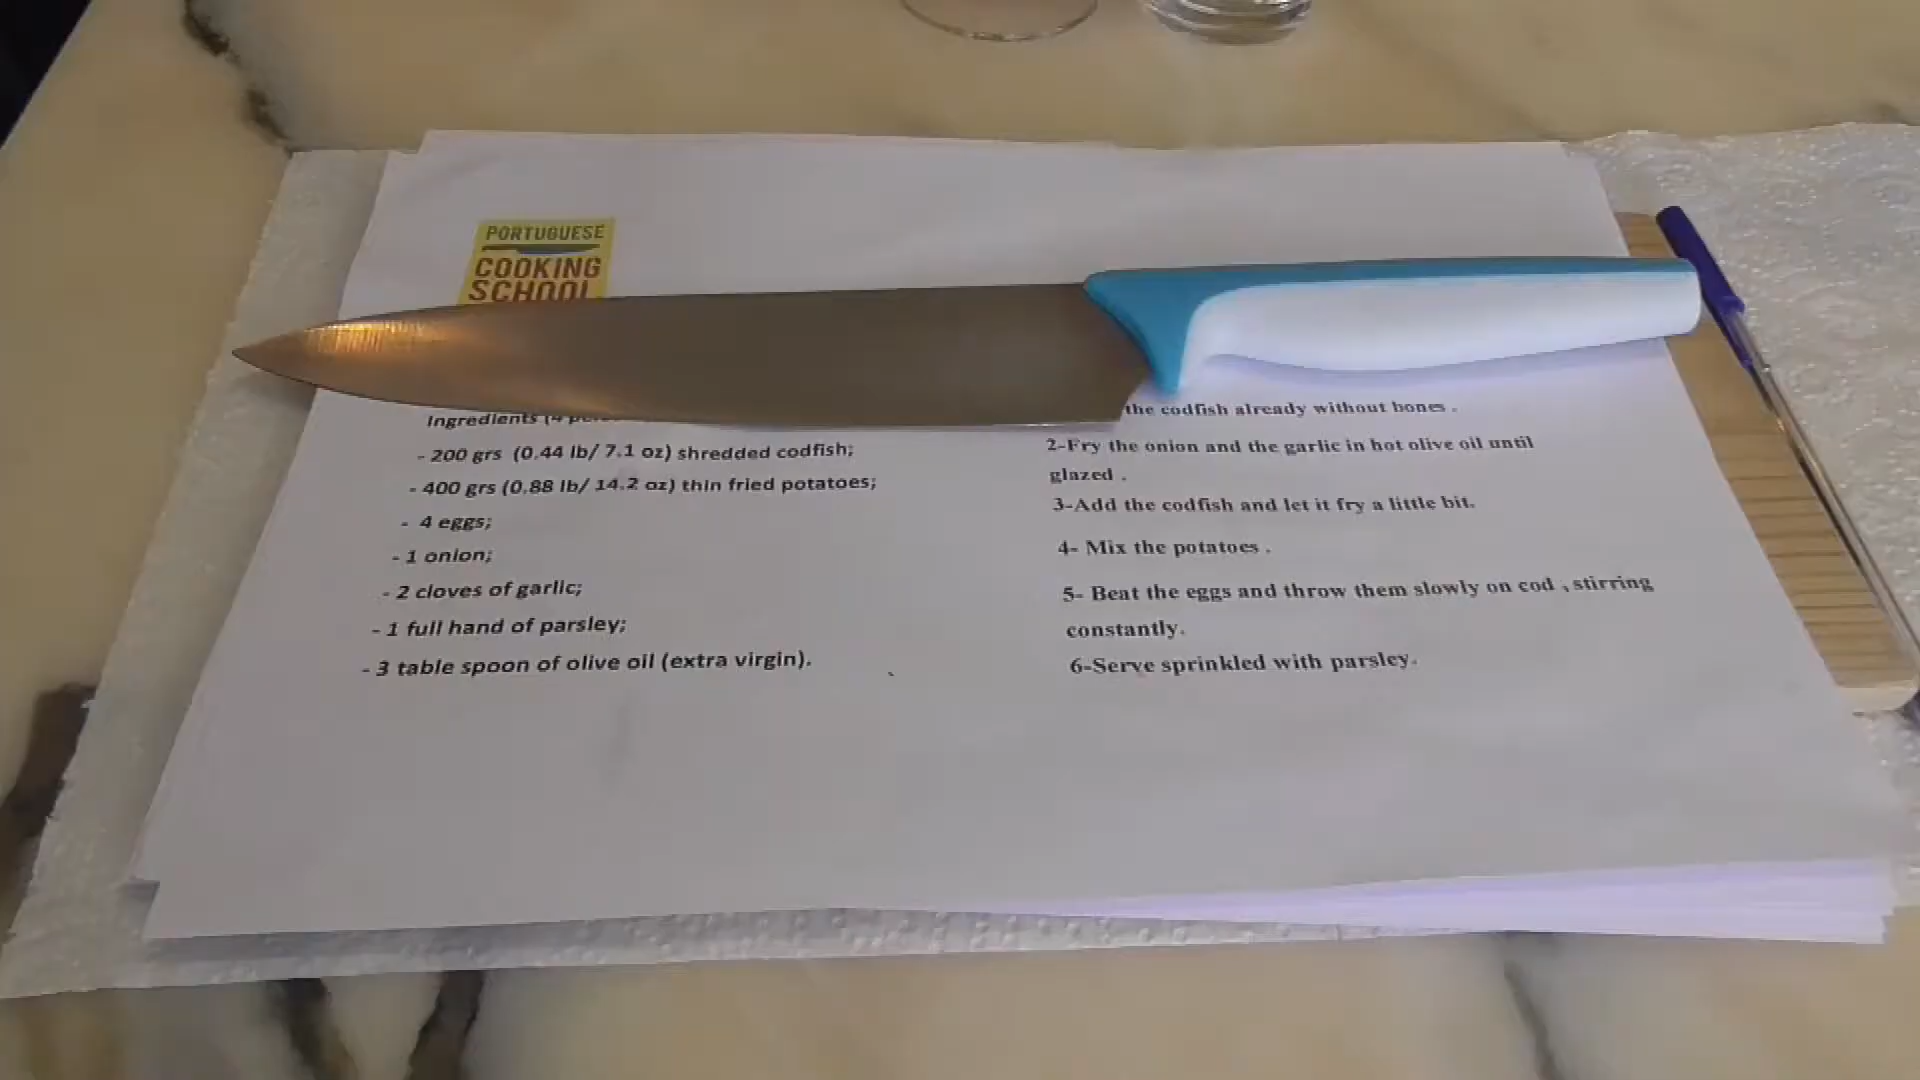 PORTUGUESE
COOKING
SCHOOL
Ingredients (4
- 200 grs (0.44 lb/ 7.1 oz) shredded codfish;
- 400 grs (0.88 lb/ 14.2 oz) thin fried potatoes;
- 4 eggs;
- 1 onion;
- 2 cloves of garlic;
- 1 full hand of parsley;
- 3 table spoon of olive oil (extra virgin).
the codfish already without bones .
2-Fry the onion and the garlic in hot olive oil until
glazed .
3-Add the codfish and let it fry a little bit.
4- Mix the potatoes .
5- Beat the eggs and throw them slowly on cod , stirring
constantly.
6-Serve sprinkled with parsley.